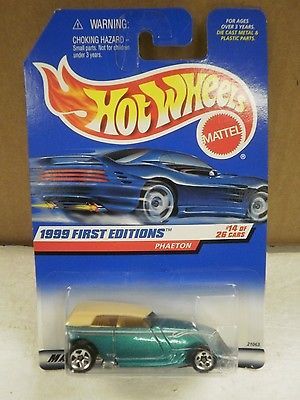 WARNING:
CHOKING HAZARD -
Small parts. Not for children
under 3 years.
FOR AGES
OVER 3 YEARS.
DIE CAST METAL &
PLASTIC PARTS.
HOT WHEELS
MATTEL
1999 FIRST EDITIONS™
#14 OF
26 CARS
PHAETON
21063